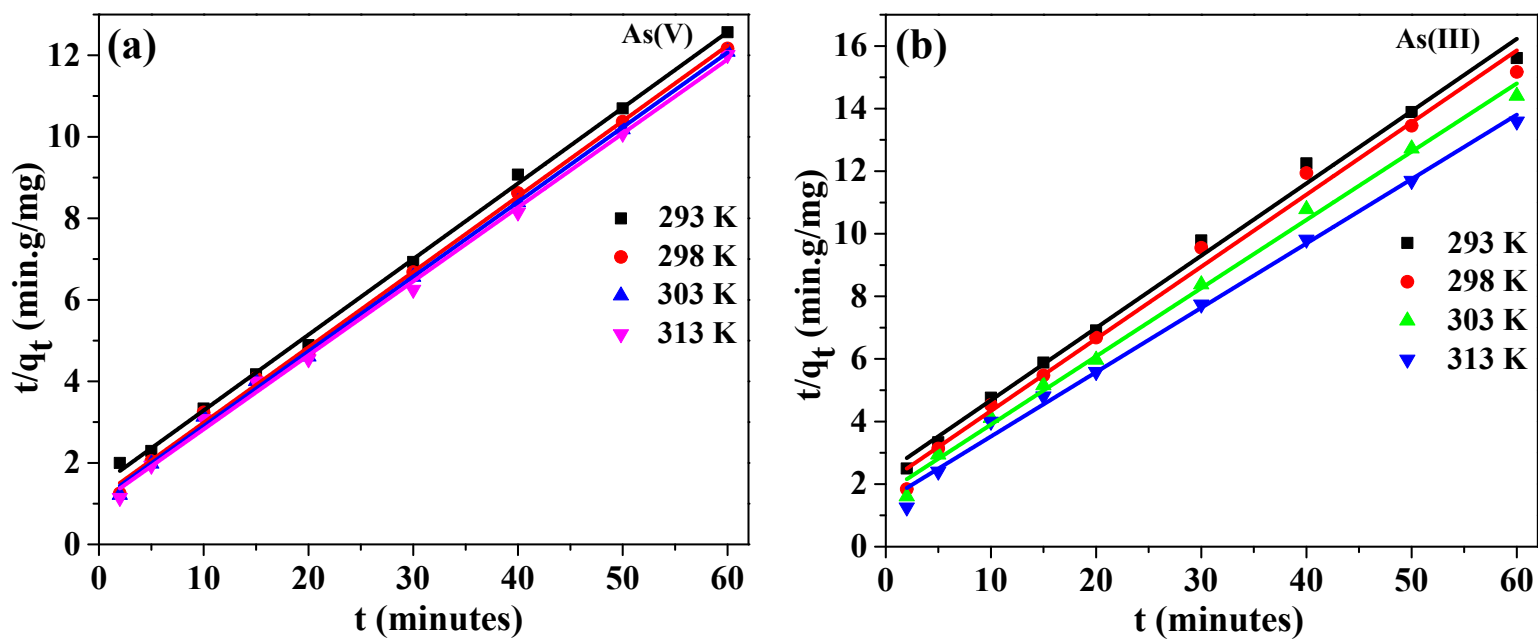 (a)
As(V)
t/qt (min.g/mg)
12
10
8
6
4
2
0
293 K
298 K
303 K
313 K
0 10 20 30 40 50 60
t (minutes)
(b)
As(III)
t/qt (min.g/mg)
16
14
12
10
8
6
4
2
0
293 K
298 K
303 K
313 K
0 10 20 30 40 50 60
t (minutes)